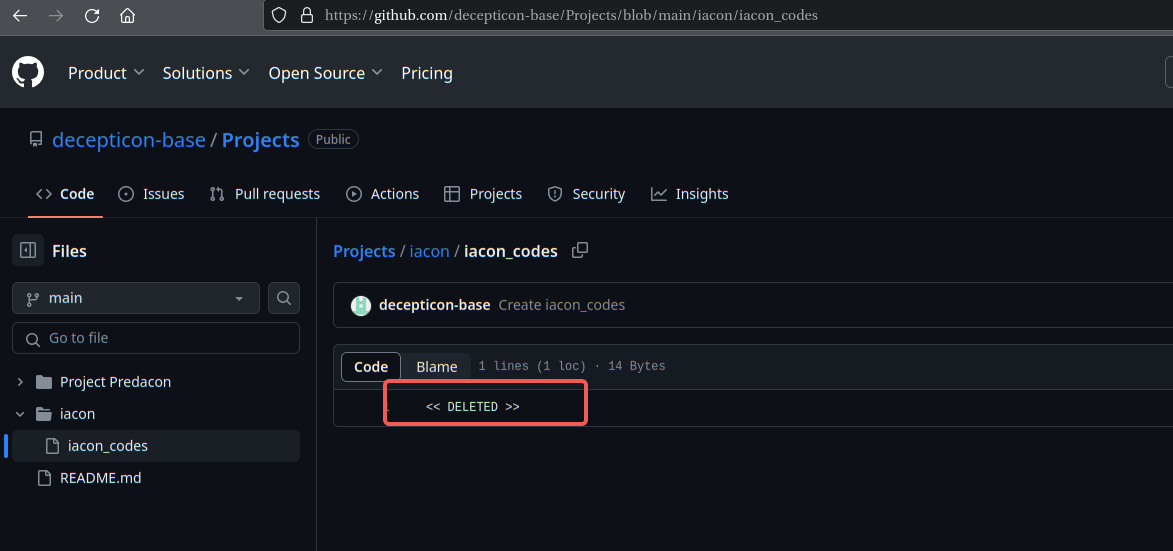 https://github.com/decepticon-base/Projects/blob/main/iacon/iacon_codes
Product Solutions Open Source Pricing
decepticon-base / Projects Public
Code Issues Pull requests Actions Projects Security Insights
Files
main
Go to file
Project Predacon
iacon
iacon_codes
README.md
Projects / iacon / iacon_codes
decepticon-base Create iacon_codes
Code Blame 1 lines (1 loc) · 14 Bytes
<< DELETED >>